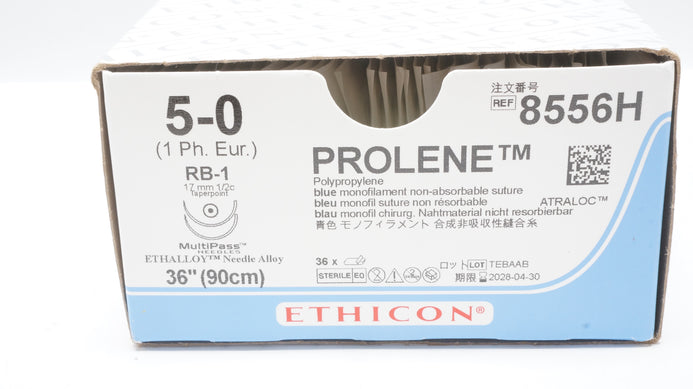 5-0
(1 Ph. Eur.)
RB-1
17 mm 1/2c
Taperpoint
MultiPass™
NEEDLES
ETHALLOY™ Needle Alloy
36" (90cm)
注文番号
REF 8556H
PROLENE™
Polypropylene
blue monofilament non-absorbable suture
bleu monofil suture non résorbable
blau monofil chirurg. Nahtmaterial nicht resorbierbar
青色 モノフィラメント 合成非吸収性縫合糸
ATRALOC™
36 x
STERILE EO
ロット LOT TEBAAB
期限 2028-04-30
ETHICON®